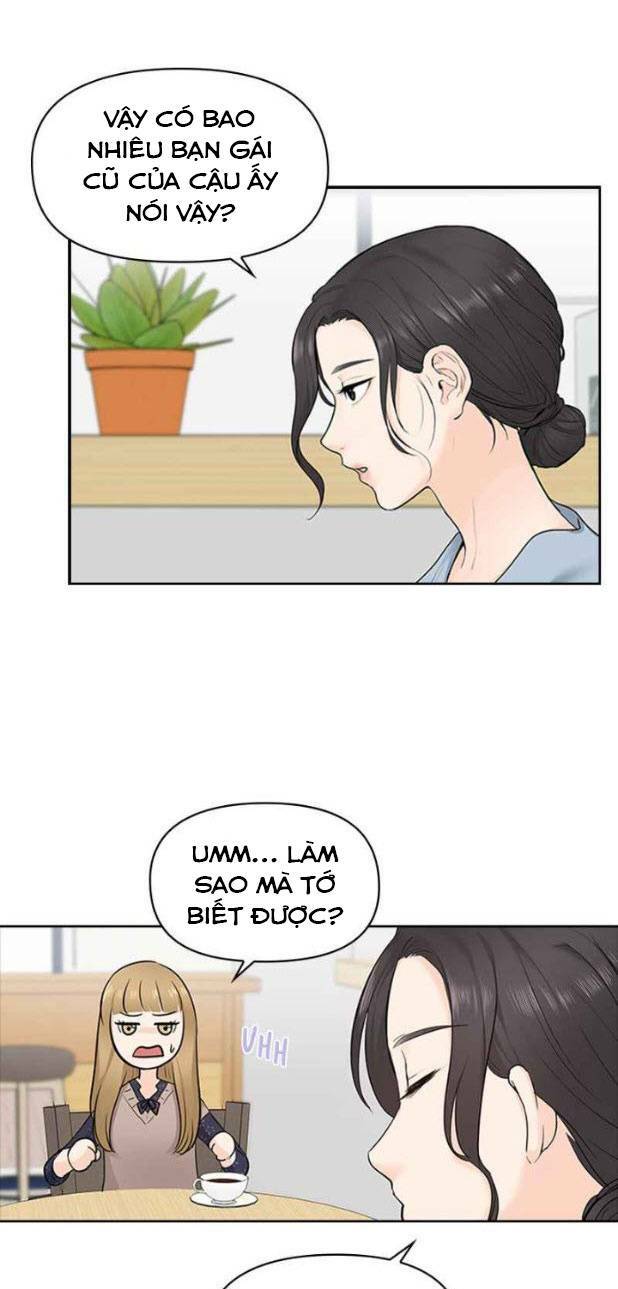 VẬY CÓ BAO
NHIÊU BẠN GÁI
CŨ CỦA CẬU ẤY
NÓI VẬY?
UMM... LÀM
SAO MÀ TỚ
BIẾT ĐƯỢC?
UHH